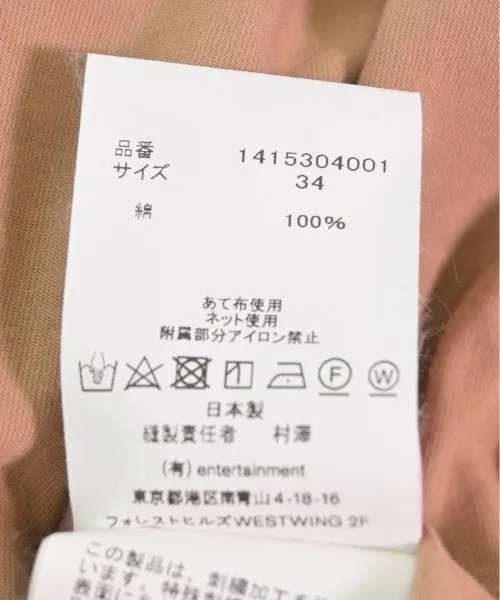 品番 1415304001
サイズ 34
綿 100%
あて布使用
ネット使用
附属部分アイロン禁止
F W
日本製
縫製責任者 村澤
(有) entertainment
東京都港区南青山4-18-16
フォレストヒルズWESTWING 2F
この製品は、刺繍加工を
います。特殊製
表面に